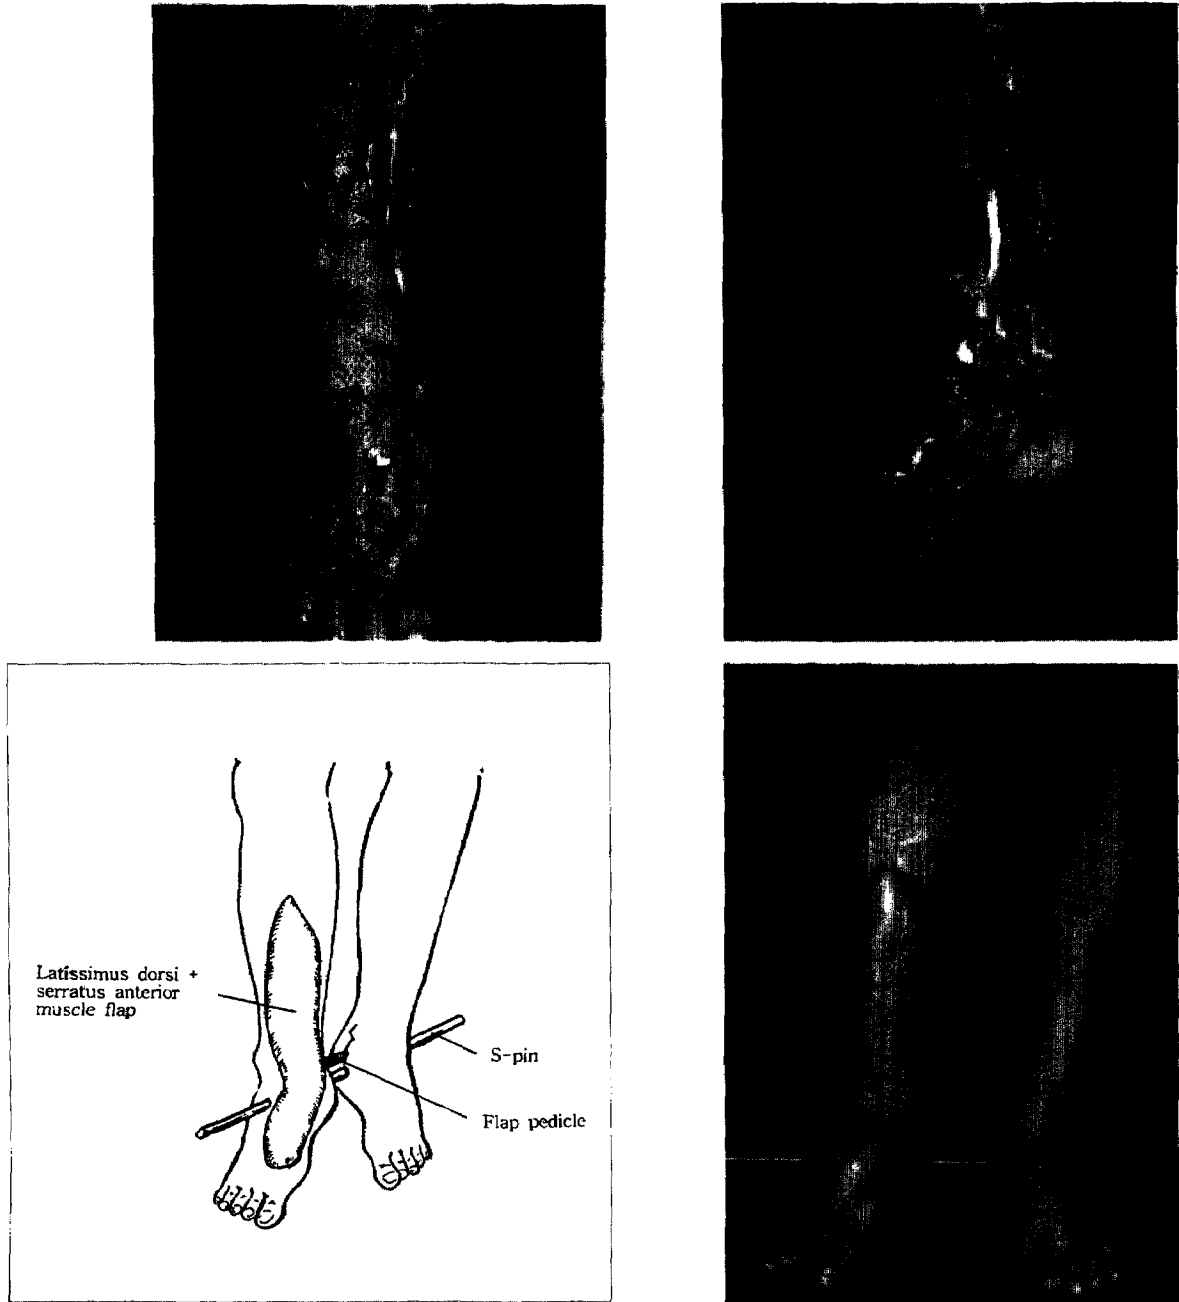 Latissimus dorsi +
serratus anterior
muscle flap
S-pin
Flap pedicle